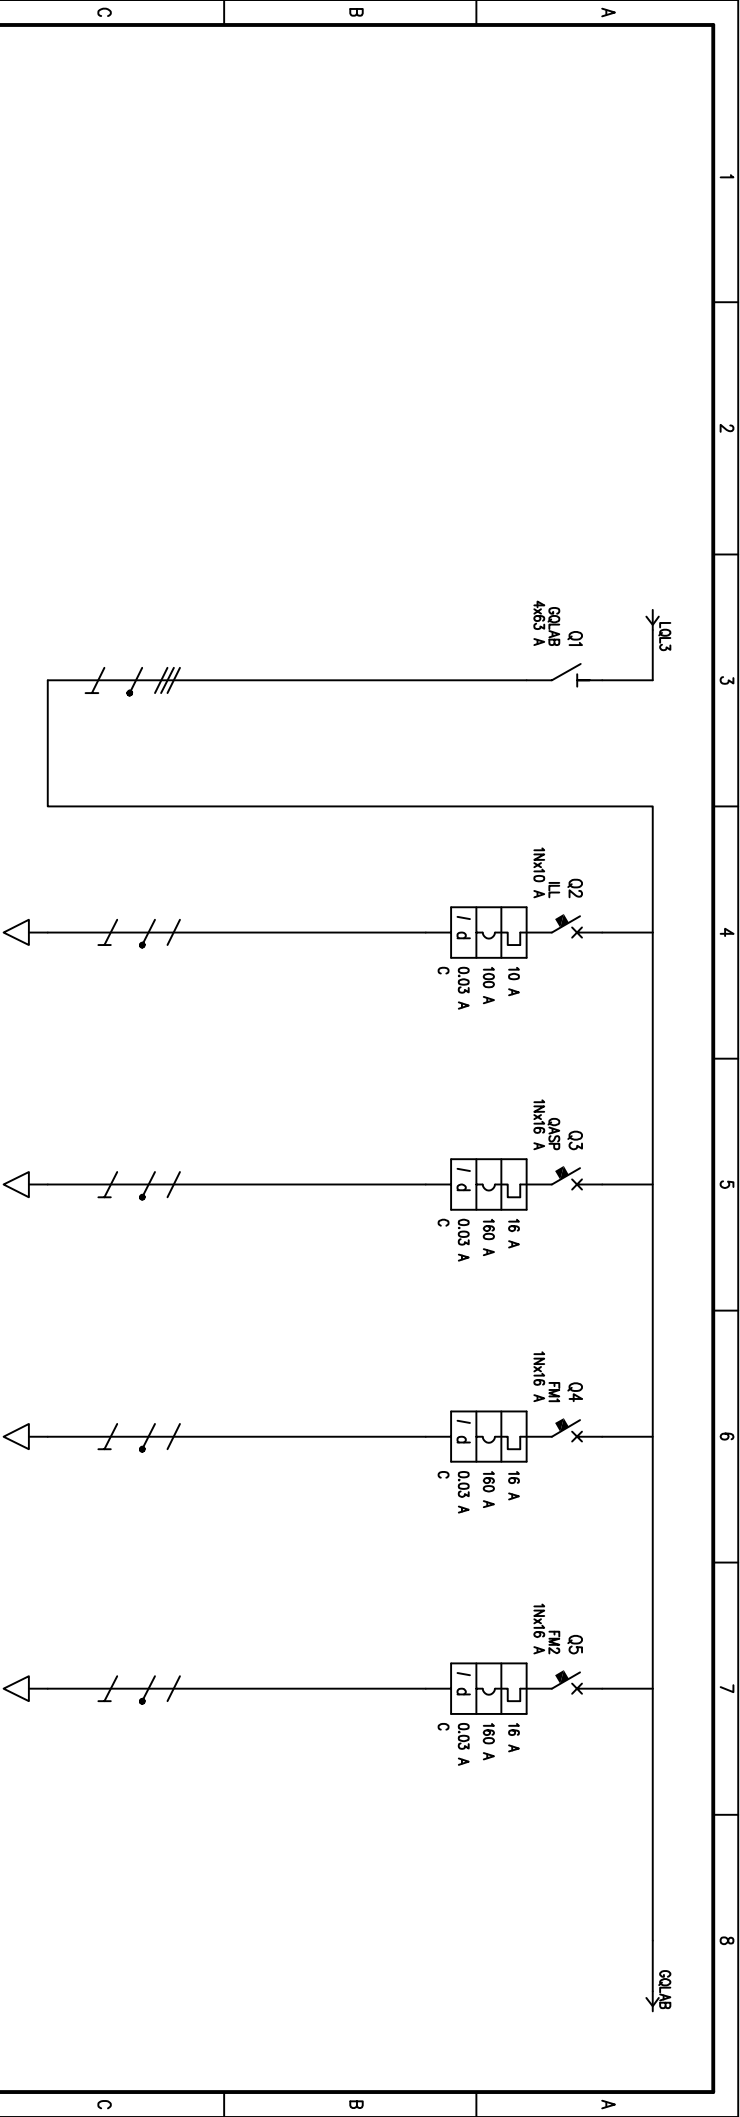 1
2
3
4
5
6
7
8
A
A
B
B
C
C
LQL3
GQLAB
Q1
GQLAB
4x63 A
Q2
ILL
1Nx10 A
10 A
100 A
I d
0.03 A
C
Q3
QASP
1Nx16 A
16 A
160 A
I d
0.03 A
C
Q4
FM1
1Nx16 A
16 A
160 A
I d
0.03 A
C
Q5
FM2
1Nx16 A
16 A
160 A
I d
0.03 A
C